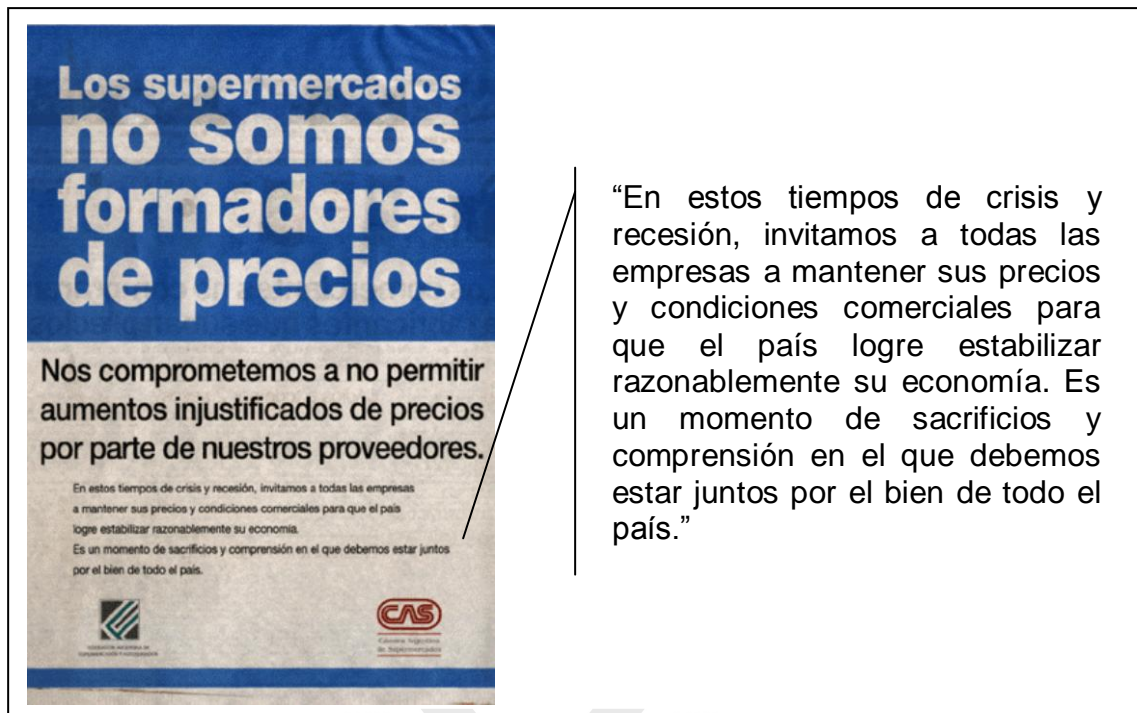 Los supermercados
no somos
formadores
de precios
Nos comprometemos a no permitir
aumentos injustificados de precios
por parte de nuestros proveedores.
En estos tiempos de crisis y recesión, invitamos a todas las empresas
a mantener sus precios y condiciones comerciales para que el país
logre estabilizar razonablemente su economía.
Es un momento de sacrificios y comprensión en el que debemos estar juntos
por el bien de todo el país.
CAS
Cámara Argentina
de Supermercados
“En estos tiempos de crisis y
recesión, invitamos a todas las
empresas a mantener sus precios
y condiciones comerciales para
que el país logre estabilizar
razonablemente su economía. Es
un momento de sacrificios y
comprensión en el que debemos
estar juntos por el bien de todo el
país.”